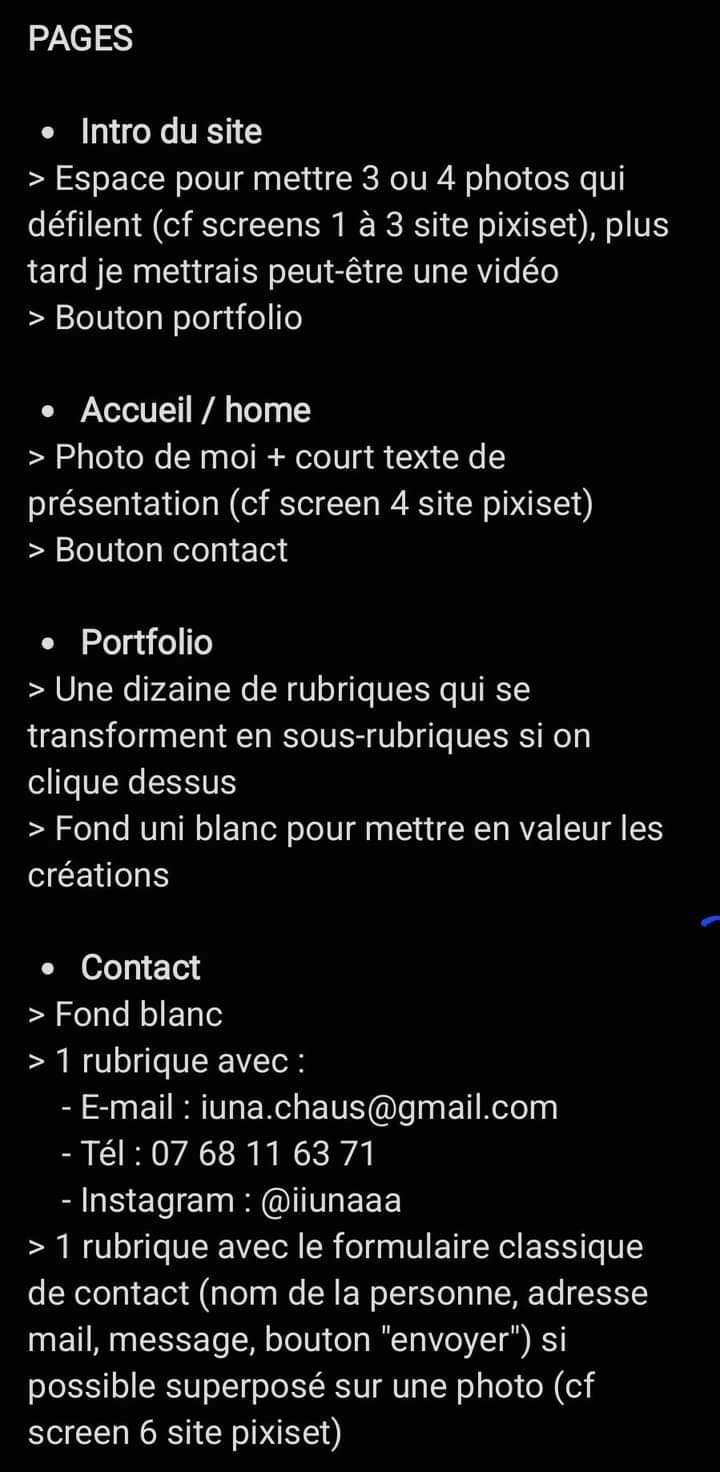 PAGES
• Intro du site
> Espace pour mettre 3 ou 4 photos qui
défilent (cf screens 1 à 3 site pixiset), plus
tard je mettrais peut-être une vidéo
> Bouton portfolio
• Accueil / home
> Photo de moi + court texte de
présentation (cf screen 4 site pixiset)
> Bouton contact
• Portfolio
> Une dizaine de rubriques qui se
transforment en sous-rubriques si on
clique dessus
> Fond uni blanc pour mettre en valeur les
créations
• Contact
> Fond blanc
> 1 rubrique avec :
- E-mail : iuna.chaus@gmail.com
- Tél : 07 68 11 63 71
- Instagram : @iiunaaa
> 1 rubrique avec le formulaire classique
de contact (nom de la personne, adresse
mail, message, bouton "envoyer") si
possible superposé sur une photo (cf
screen 6 site pixiset)